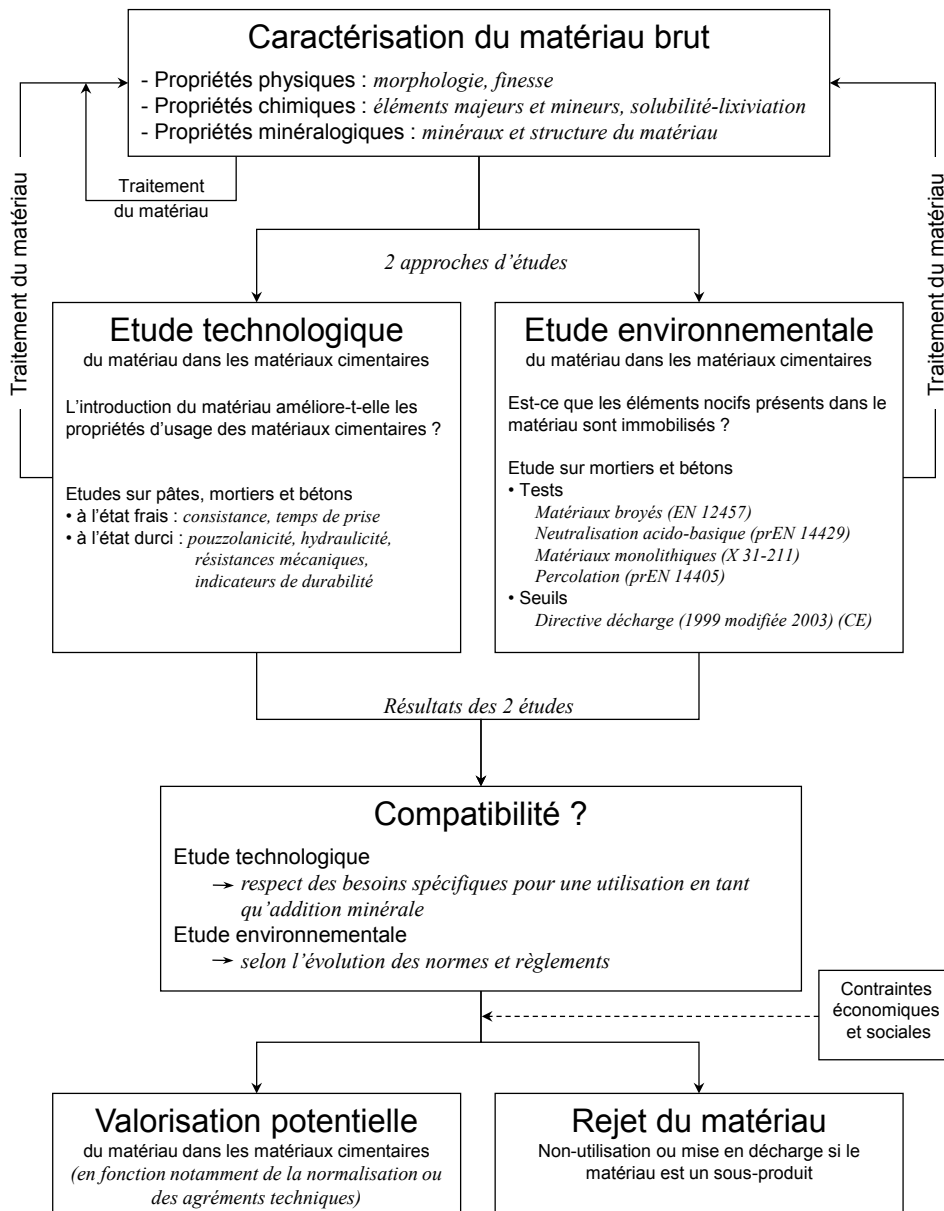 Caractérisation du matériau brut
- Propriétés physiques : morphologie, finesse
- Propriétés chimiques : éléments majeurs et mineurs, solubilité-lixiviation
- Propriétés minéralogiques : minéraux et structure du matériau
Traitement
du matériau
Traitement du matériau
Traitement du matériau
2 approches d’études
Etude technologique
du matériau dans les matériaux cimentaires
L’introduction du matériau améliore-t-elle les
propriétés d’usage des matériaux cimentaires ?
Etudes sur pâtes, mortiers et bétons
• à l’état frais : consistance, temps de prise
• à l’état durci : pouzzolanicité, hydraulicité,
résistances mécaniques,
indicateurs de durabilité
Etude environnementale
du matériau dans les matériaux cimentaires
Est-ce que les éléments nocifs présents dans le
matériau sont immobilisés ?
Etude sur mortiers et bétons
• Tests
Matériaux broyés (EN 12457)
Neutralisation acido-basique (prEN 14429)
Matériaux monolithiques (X 31-211)
Percolation (prEN 14405)
• Seuils
Directive décharge (1999 modifiée 2003) (CE)
Résultats des 2 études
Compatibilité ?
Etude technologique
→ respect des besoins spécifiques pour une utilisation en tant
qu’addition minérale
Etude environnementale
→ selon l’évolution des normes et règlements
Contraintes
économiques
et sociales
Valorisation potentielle
du matériau dans les matériaux cimentaires
(en fonction notamment de la normalisation ou
des agréments techniques)
Rejet du matériau
Non-utilisation ou mise en décharge si le
matériau est un sous-produit